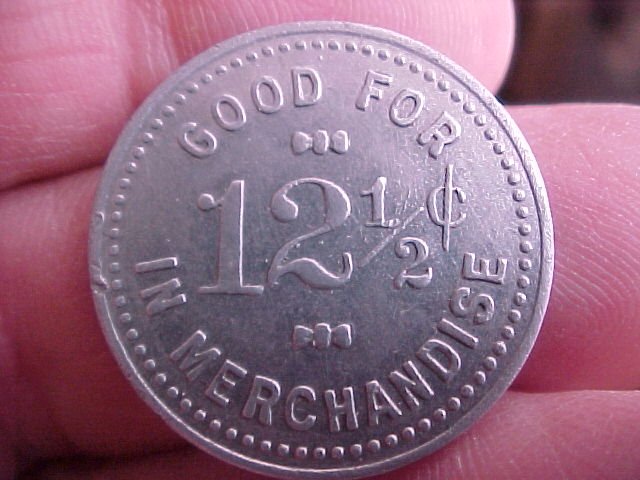 GOOD FOR
12½¢
IN MERCHANDISE